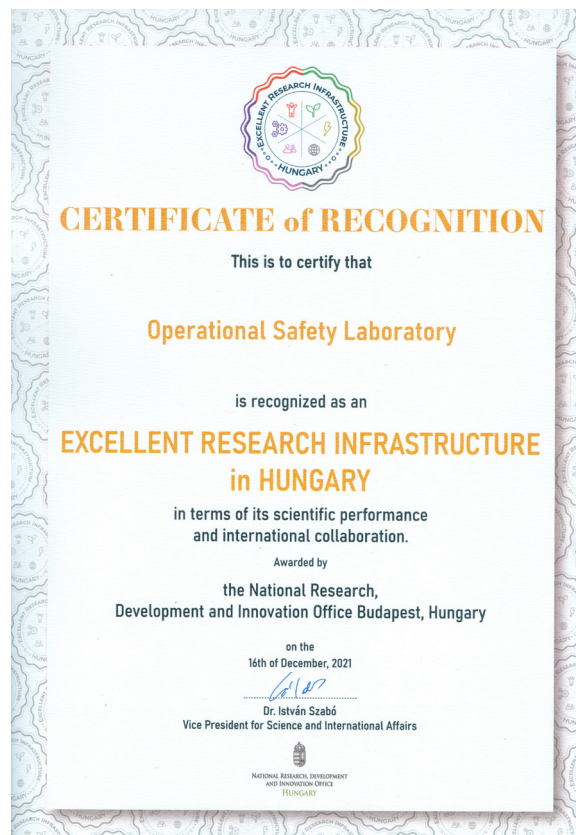 EXCELLENT RESEARCH INFRASTRUCTURE
HUNGARY
CERTIFICATE of RECOGNITION
This is to certify that
Operational Safety Laboratory
is recognized as an
EXCELLENT RESEARCH INFRASTRUCTURE
in HUNGARY
in terms of its scientific performance
and international collaboration.
Awarded by
the National Research,
Development and Innovation Office Budapest, Hungary
on the
16th of December, 2021
Dr. István Szabó
Vice President for Science and International Affairs
NATIONAL RESEARCH, DEVELOPMENT
AND INNOVATION OFFICE
HUNGARY